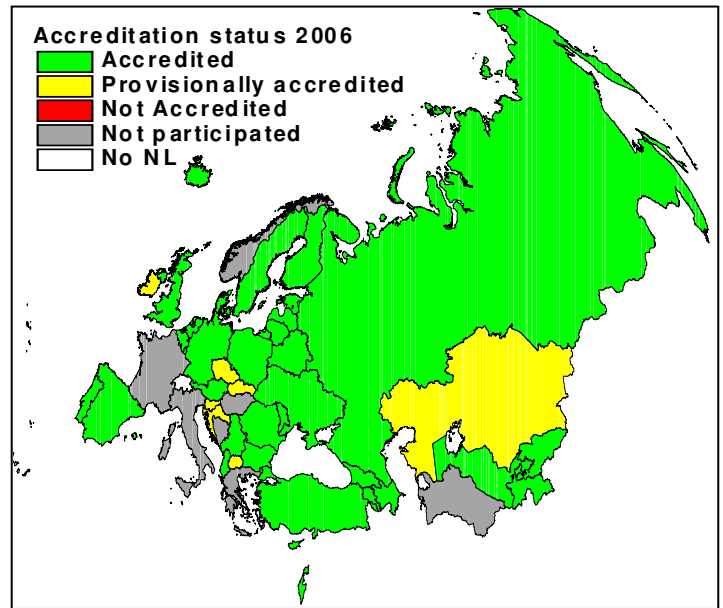 Accreditation status 2006
Accredited
Provisionally accredited
Not Accredited
Not participated
No NL